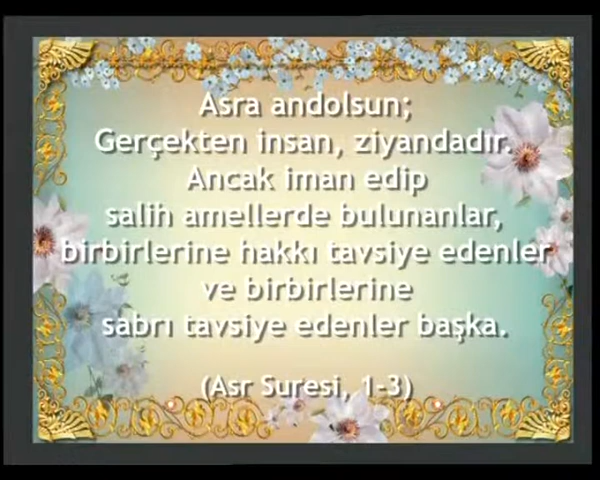 Asra andolsun;
Gerçekten insan, ziyandadır.
Ancak iman edip
salih amellerde bulunanlar,
birbirlerine hakkı tavsiye edenler
ve birbirlerine
sabrı tavsiye edenler başka.
(Asr Suresi, 1-3)